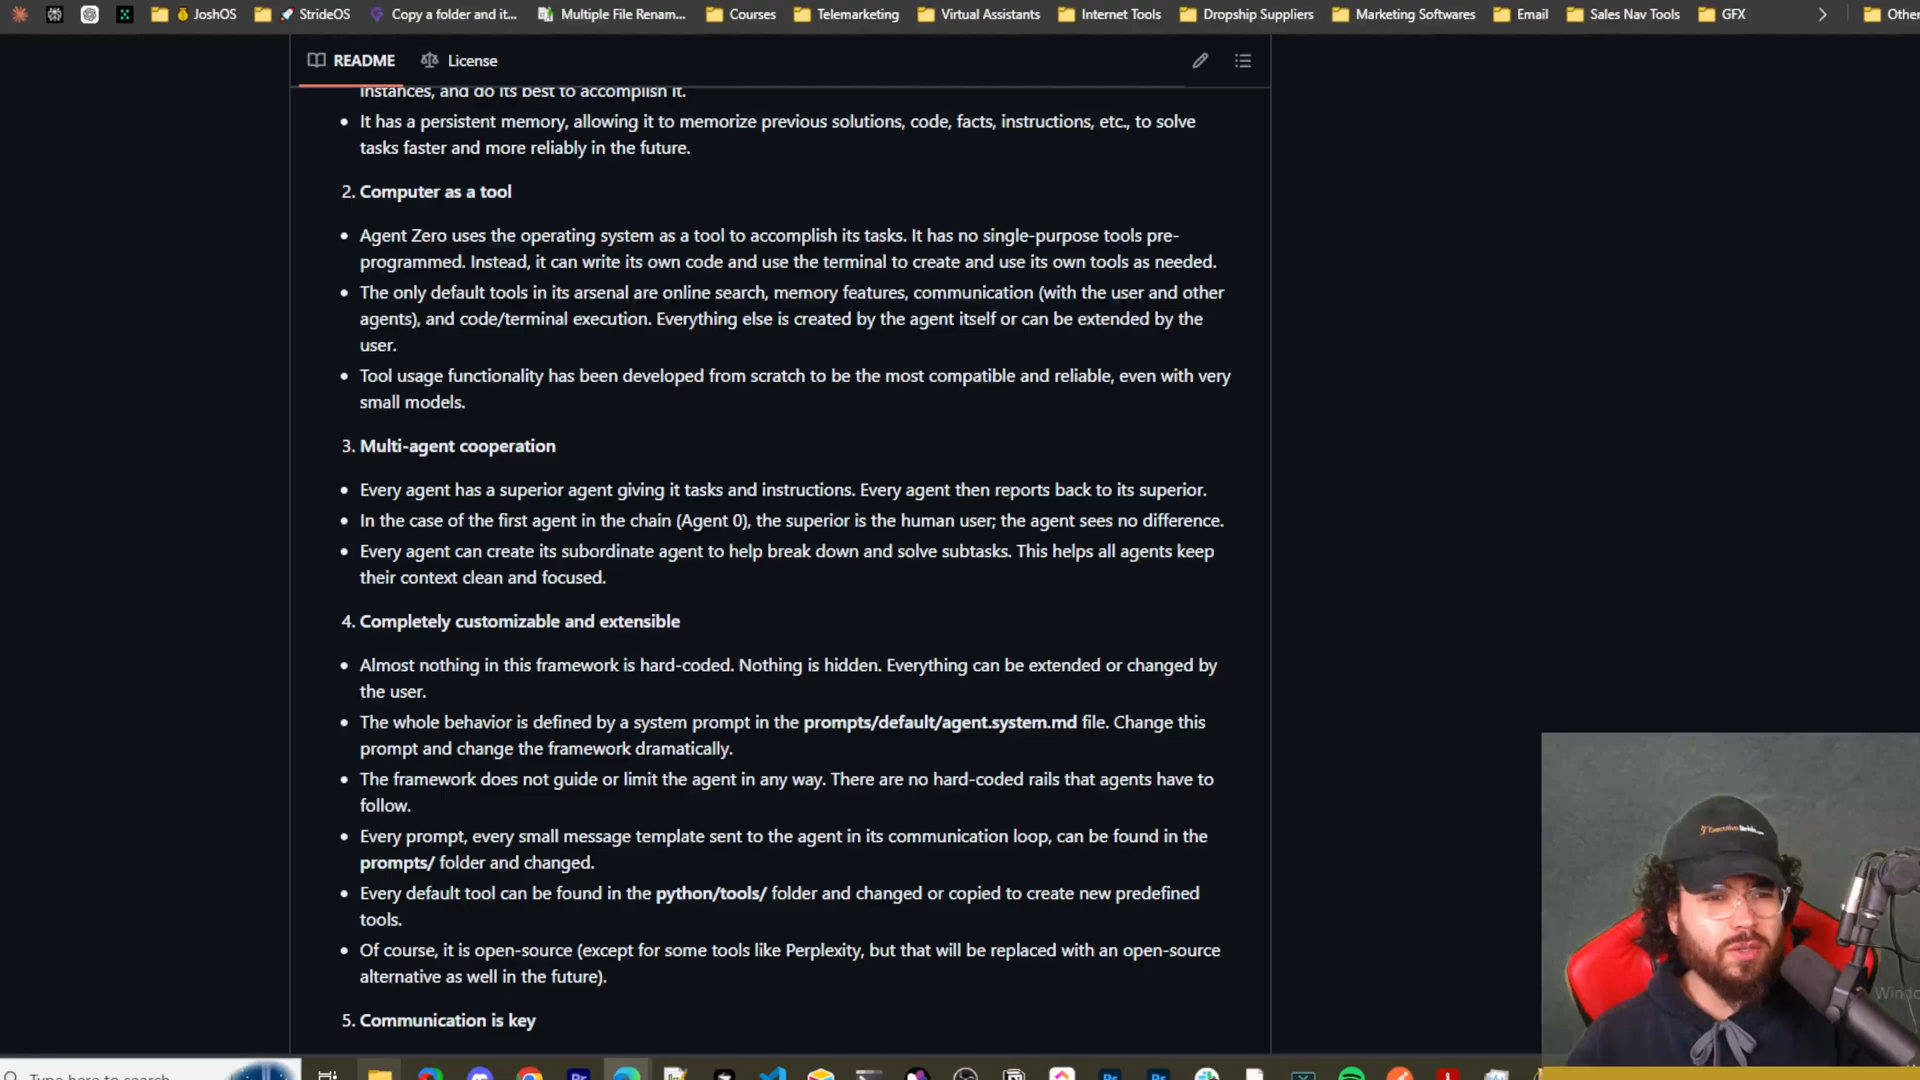 JoshOS
StrideOS
Copy a folder and it...
Multiple File Renam...
Courses
Telemarketing
Virtual Assistants
Internet Tools
Dropship Suppliers
Marketing Softwares
Email
Sales Nav Tools
GFX
Other
README
License
instances, and do its best to accomplish it.
• It has a persistent memory, allowing it to memorize previous solutions, code, facts, instructions, etc., to solve
tasks faster and more reliably in the future.
2. Computer as a tool
• Agent Zero uses the operating system as a tool to accomplish its tasks. It has no single-purpose tools pre-
programmed. Instead, it can write its own code and use the terminal to create and use its own tools as needed.
• The only default tools in its arsenal are online search, memory features, communication (with the user and other
agents), and code/terminal execution. Everything else is created by the agent itself or can be extended by the
user.
• Tool usage functionality has been developed from scratch to be the most compatible and reliable, even with very
small models.
3. Multi-agent cooperation
• Every agent has a superior agent giving it tasks and instructions. Every agent then reports back to its superior.
• In the case of the first agent in the chain (Agent 0), the superior is the human user; the agent sees no difference.
• Every agent can create its subordinate agent to help break down and solve subtasks. This helps all agents keep
their context clean and focused.
4. Completely customizable and extensible
• Almost nothing in this framework is hard-coded. Nothing is hidden. Everything can be extended or changed by
the user.
• The whole behavior is defined by a system prompt in the prompts/default/agent.system.md file. Change this
prompt and change the framework dramatically.
• The framework does not guide or limit the agent in any way. There are no hard-coded rails that agents have to
follow.
• Every prompt, every small message template sent to the agent in its communication loop, can be found in the
prompts/ folder and changed.
• Every default tool can be found in the python/tools/ folder and changed or copied to create new predefined
tools.
• Of course, it is open-source (except for some tools like Perplexity, but that will be replaced with an open-source
alternative as well in the future).
5. Communication is key
Windo
Type here to search
Pr